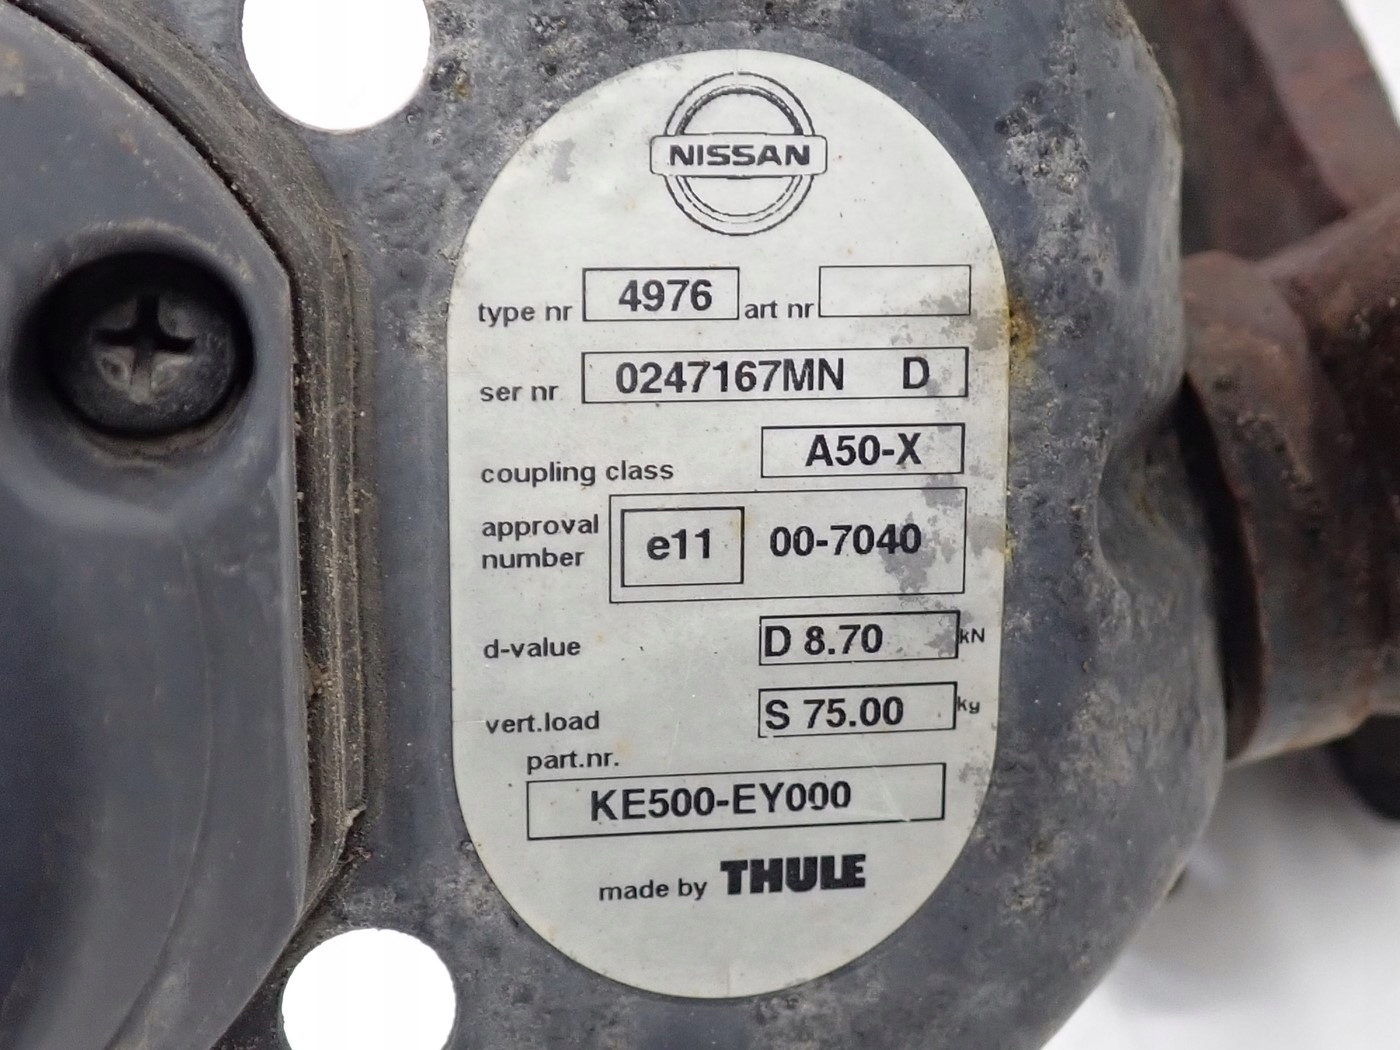 NISSAN
type nr 4976 art nr
ser nr 0247167MN D
coupling class A50-X
approval number e11 00-7040
d-value D 8.70 kN
vert.load S 75.00 kg
part.nr.
KE500-EY000
made by THULE